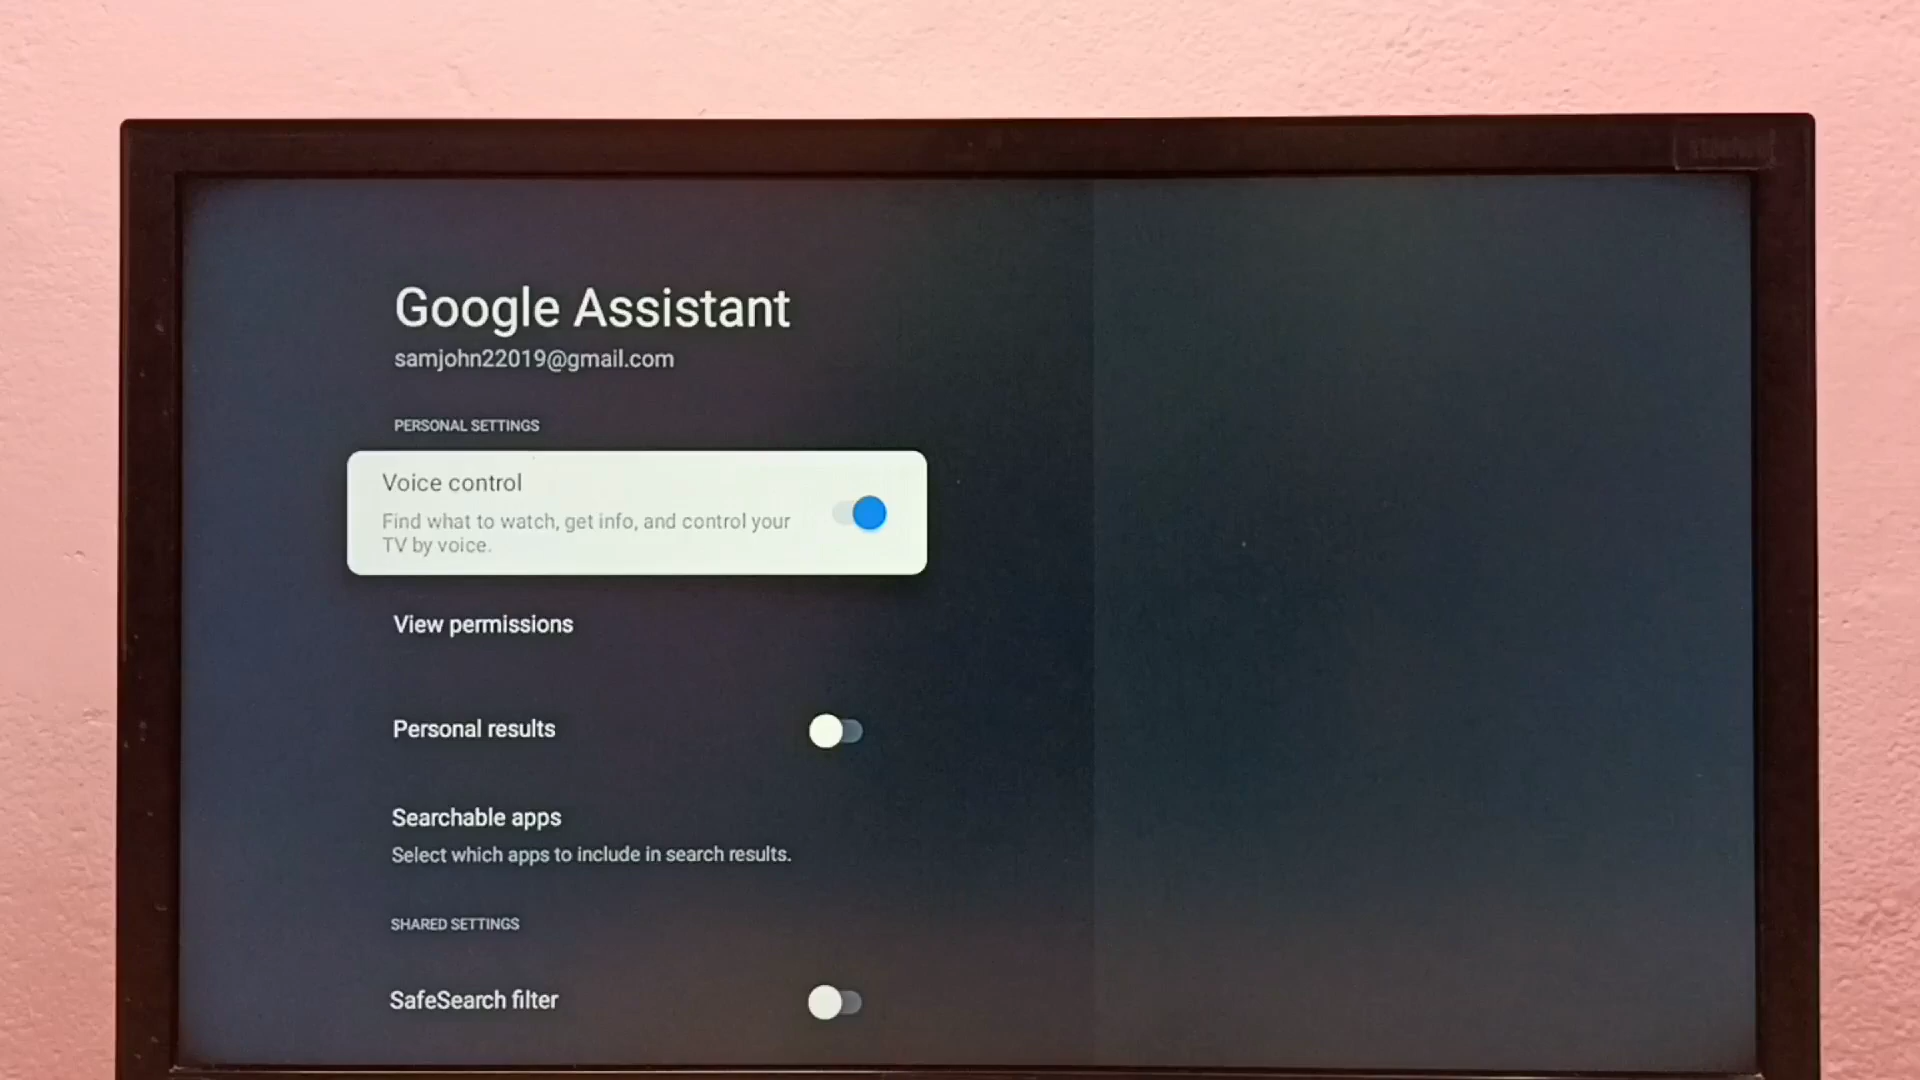 Google Assistant
samjohn22019@gmail.com
PERSONAL SETTINGS
Voice control
Find what to watch, get info, and control your
TV by voice.
View permissions
Personal results
Searchable apps
Select which apps to include in search results.
SHARED SETTINGS
SafeSearch filter